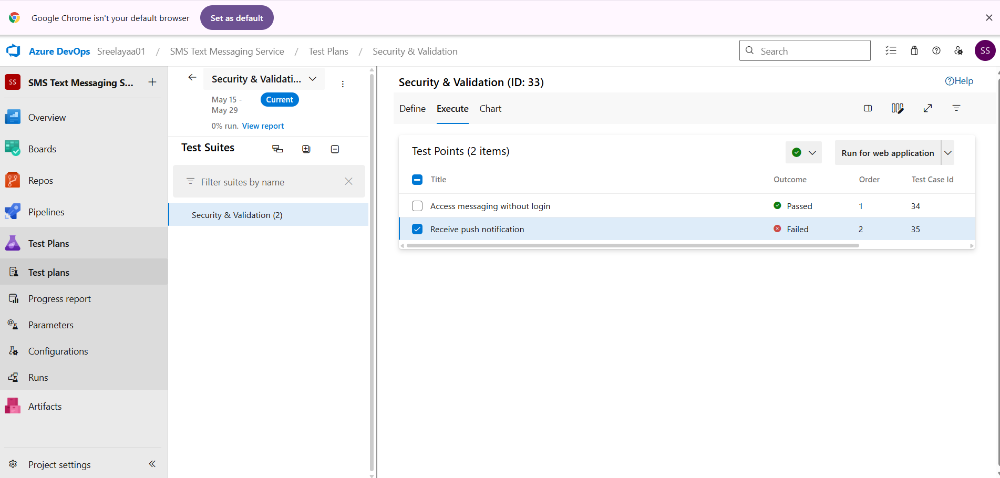 Google Chrome isn't your default browser
Set as default
Azure DevOps Sreelayaa01 / SMS Text Messaging Service / Test Plans / Security & Validation
Search
SS
SS SMS Text Messaging S...
Overview
Boards
Repos
Pipelines
Test Plans
Test plans
Progress report
Parameters
Configurations
Runs
Artifacts
Project settings
Security & Validati...
May 15 -
May 29
Current
0% run. View report
Test Suites
Filter suites by name
Security & Validation (2)
Security & Validation (ID: 33)
Help
Define Execute Chart
Test Points (2 items)
Run for web application
Title Outcome Order Test Case Id
Access messaging without login Passed 1 34
Receive push notification Failed 2 35